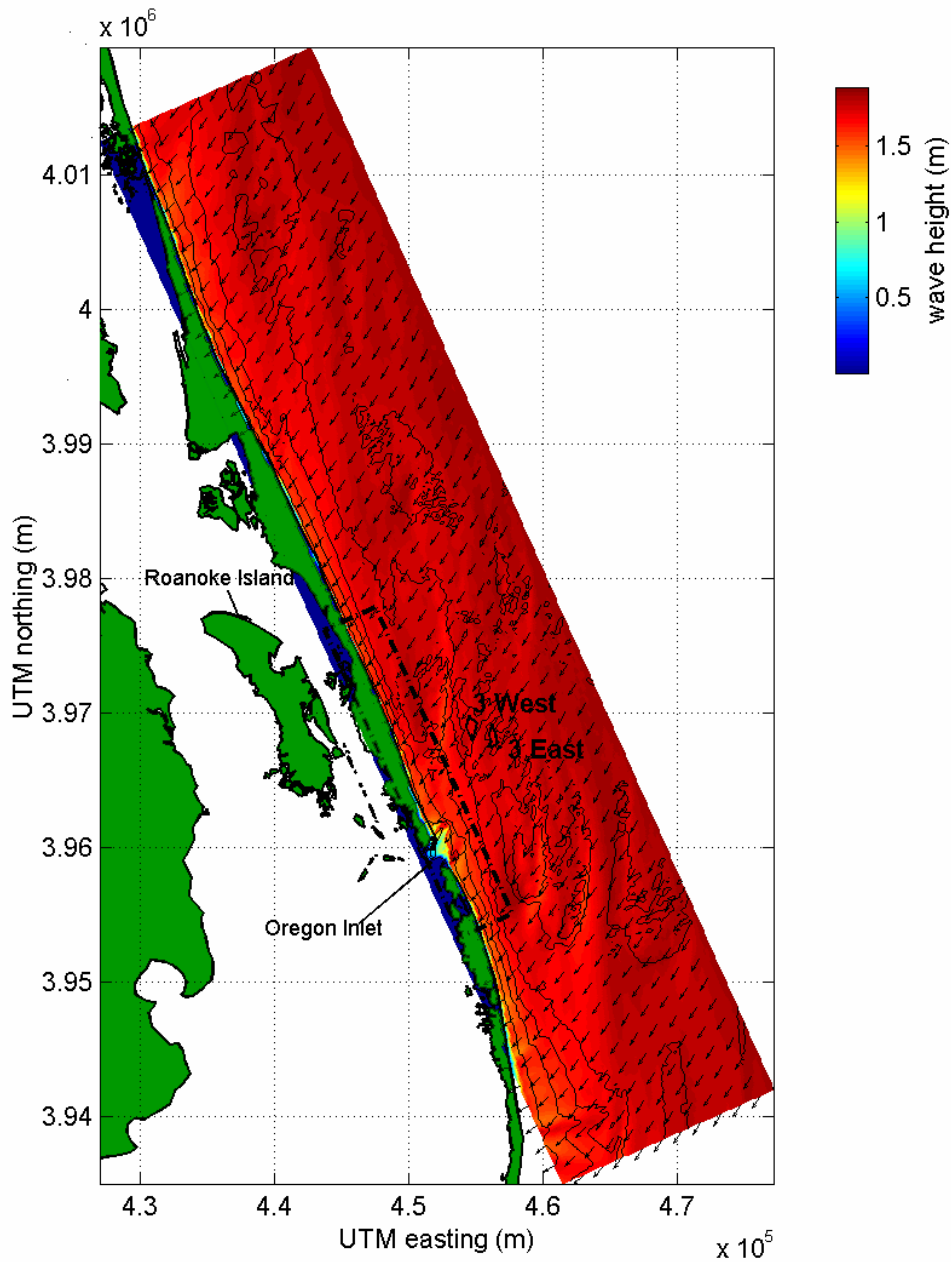 x 10^6
1.5
1
0.5
wave height (m)
4.01
4
3.99
3.98
3.97
3.96
3.95
3.94
UTM northing (m)
Roanoke Island
3 West
3 East
Oregon Inlet
4.3
4.4
4.5
4.6
4.7
UTM easting (m)
x 10^5